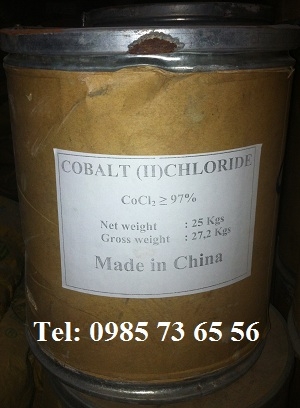 COBALT (II)CHLORIDE
CoCl₂ ≥ 97%
Net weight : 25 Kgs
Gross weight : 27,2 Kgs
Made in China
Tel: 0985 73 65 56